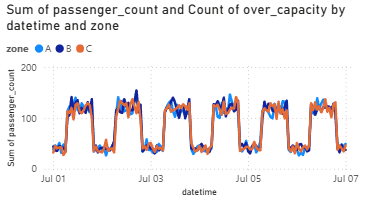 Sum of passenger_count and Count of over_capacity by
datetime and zone
zone A B C
Sum of passenger_count
200
100
0
Jul 01 Jul 03 Jul 05 Jul 07
datetime